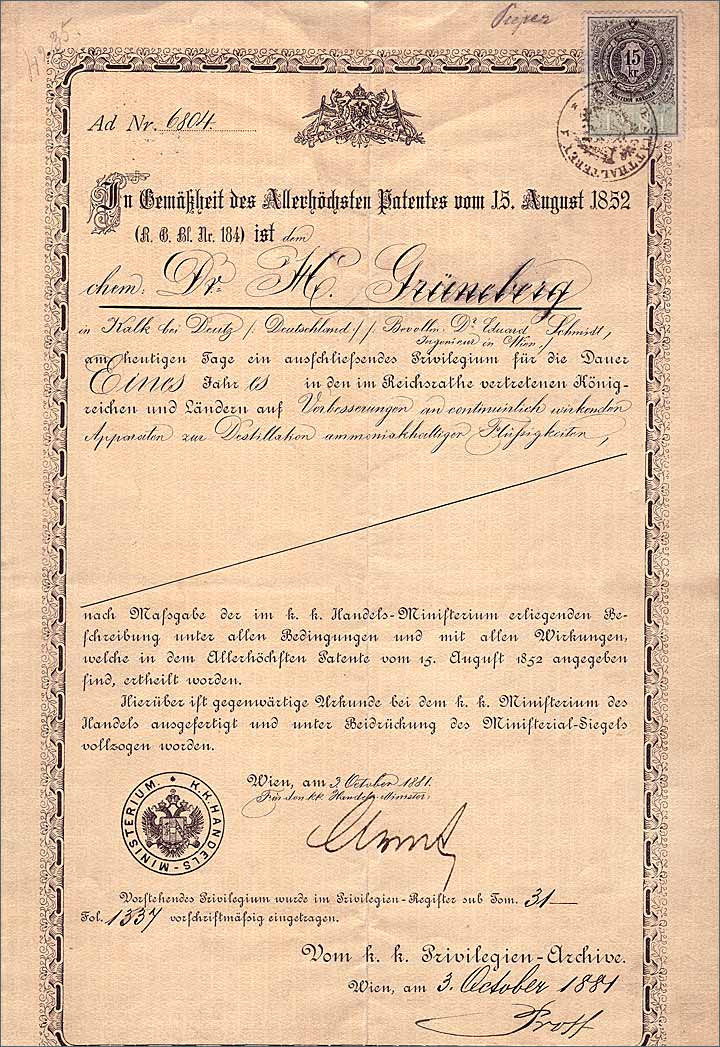 Pieper
15
kr
Ad Nr. 6804.
In Gemäßheit des Allerhöchsten Patentes vom 15. August 1852
(R. G. Bl. Nr. 184) ist dem
chem: Dr. H. Grüneberg
in Kalk bei Deutz /: Deutschland :/ /: Bevollm. Dr. Eduard Schmidt,
Ingenieur in Wien, /
am heutigen Tage ein ausschließendes Privilegium für die Dauer
Eines Jahres in den im Reichsrathe vertretenen König-
reichen und Ländern auf Verbesserungen an continuirlich wirkenden
Apparaten zur Destillation ammoniakhaltiger Flüßigkeiten,
nach Maßgabe der im k. k. Handels-Ministerium erliegenden Be-
schreibung unter allen Bedingungen und mit allen Wirkungen,
welche in dem Allerhöchsten Patente vom 15. August 1852 angegeben
sind, ertheilt worden.
Hierüber ist gegenwärtige Urkunde bei dem k. k. Ministerium des
Handels ausgefertigt und unter Beidrückung des Ministerial-Siegels
vollzogen worden.
Wien, am 3. October 1881.
Für den k.k. Handels-Minister:
K. K. HANDELS-MINISTERIUM.
Vorstehendes Privilegium wurde im Privilegien-Register sub Tom. 31
Fol. 1337 vorschriftmäßig eingetragen.
Vom k. k. Privilegien-Archive.
Wien, am 3. October 1881